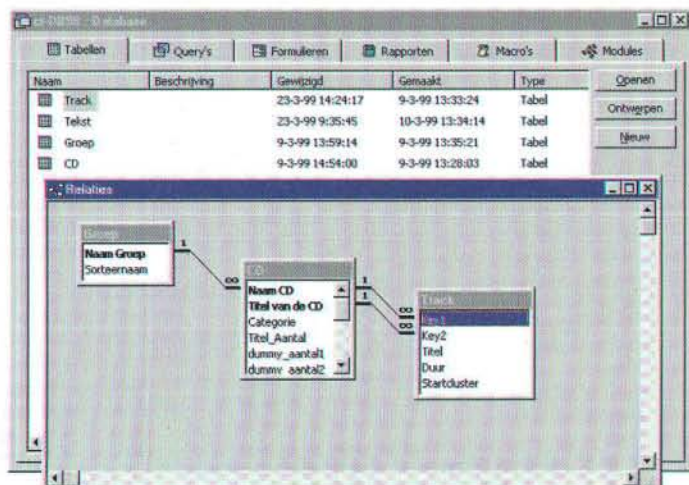 Database
Tabellen Query's Formulieren Rapporten Macro's Modules
Naam Beschrijving Gewijzigd Gemaakt Type
Track 23-3-99 14:24:17 9-3-99 13:33:24 Tabel
Tekst 23-3-99 9:35:45 10-3-99 13:34:14 Tabel
Groep 9-3-99 13:59:14 9-3-99 13:35:21 Tabel
CD 9-3-99 14:54:00 9-3-99 13:28:03 Tabel
Openen
Ontwerpen
Nieuw
Relaties
Groep
Naam Groep
Sorteernaam
1
∞
CD
Naam CD
Titel van de CD
Categorie
Titel_Aantal
dummy_aantal1
dummy_aantal2
1
1
∞
∞
Track
Key1
Key2
Titel
Duur
Startcluster